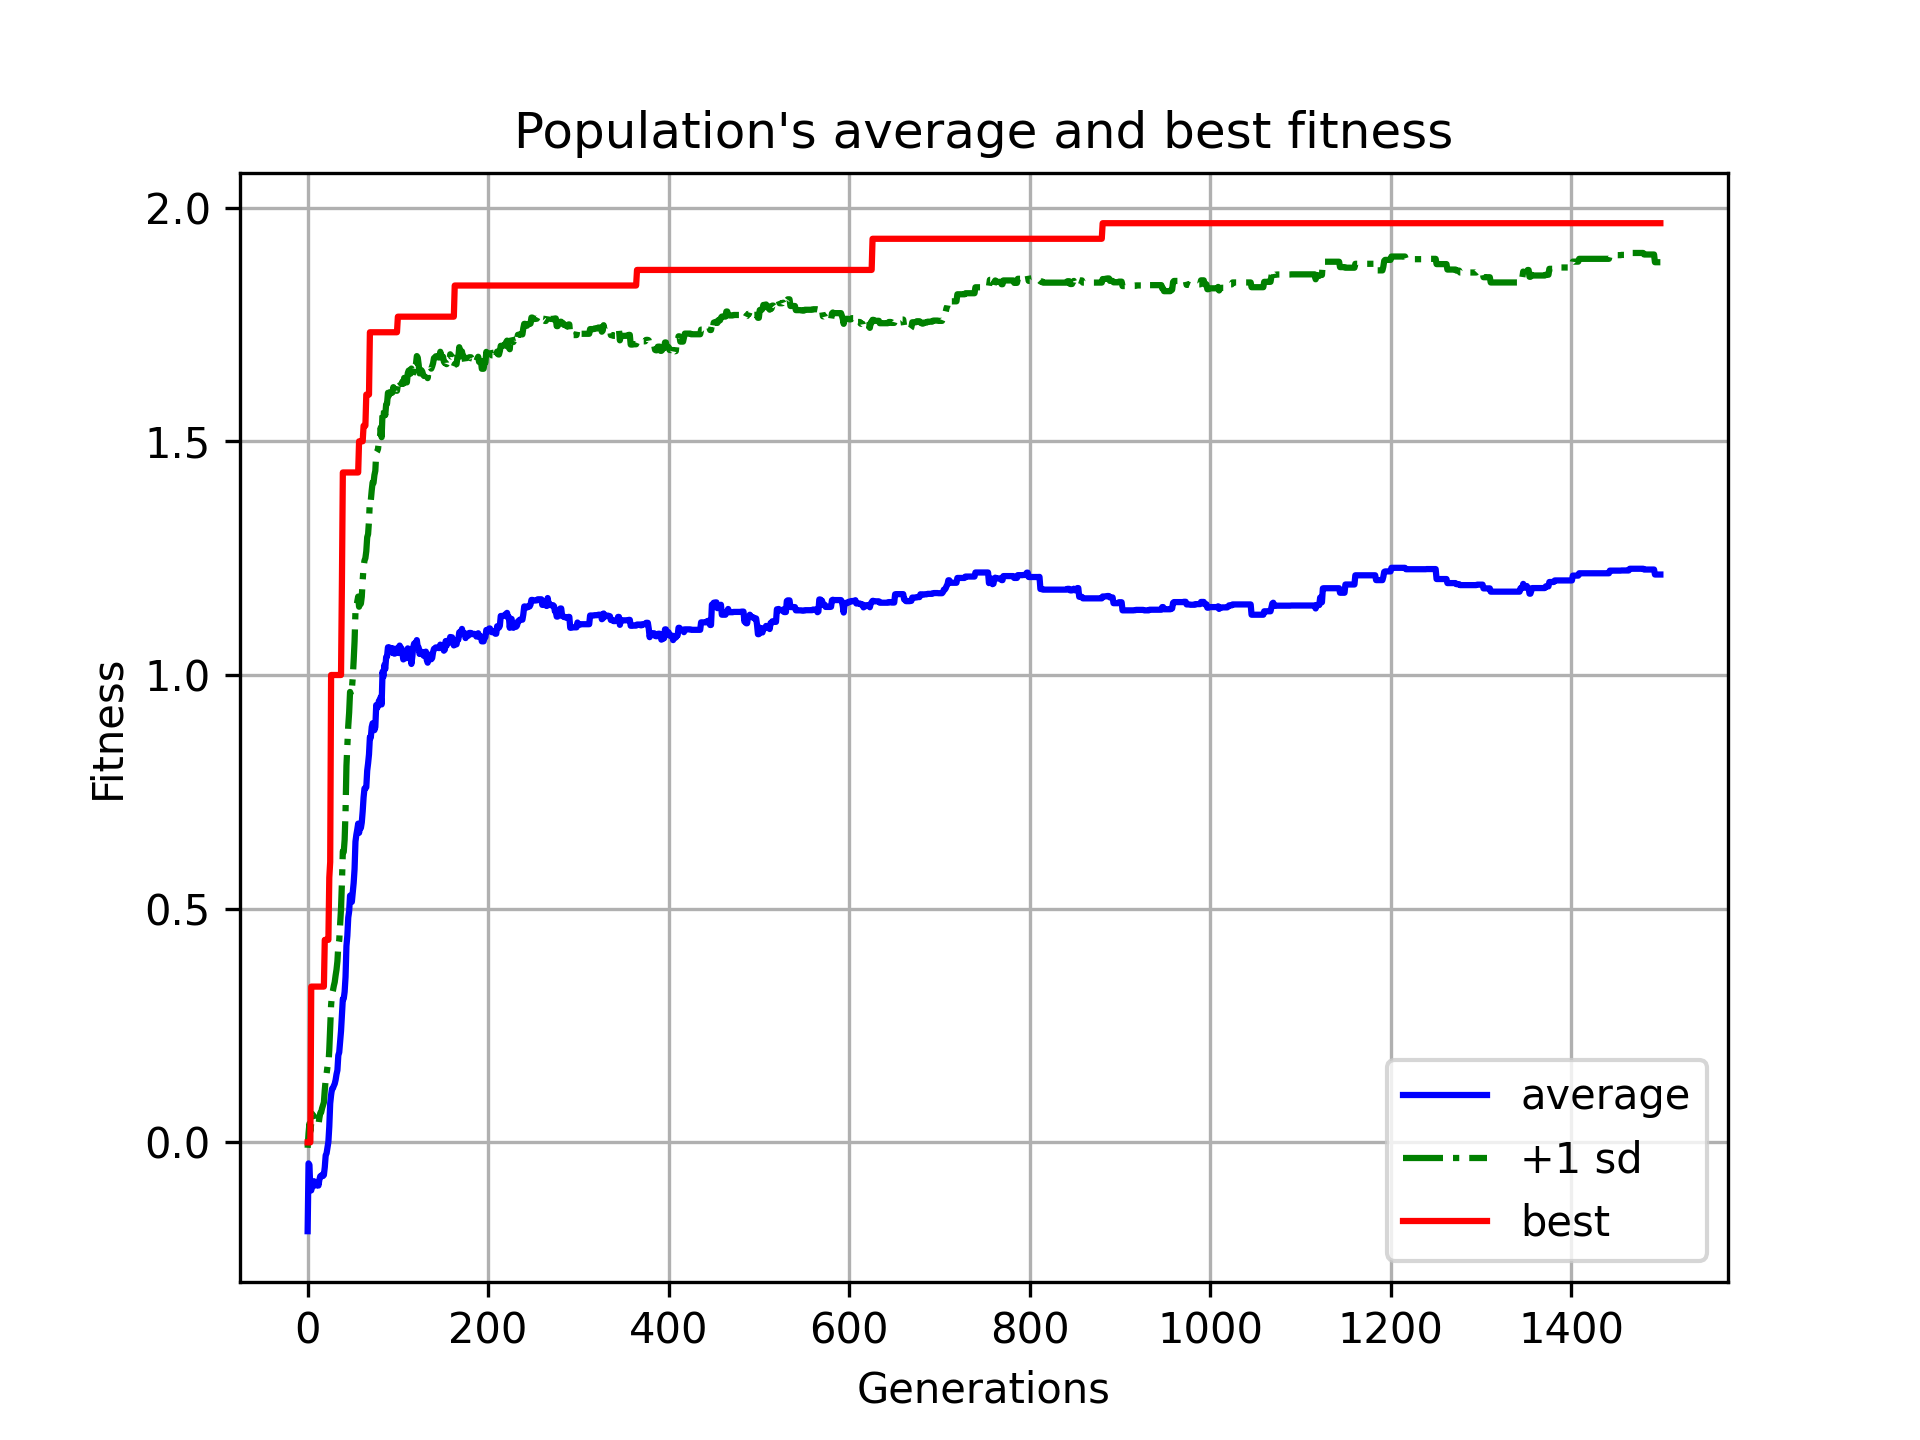 Population's average and best fitness
2.0
1.5
1.0
0.5
0.0
Fitness
0 200 400 600 800 1000 1200 1400
Generations
average
+1 sd
best